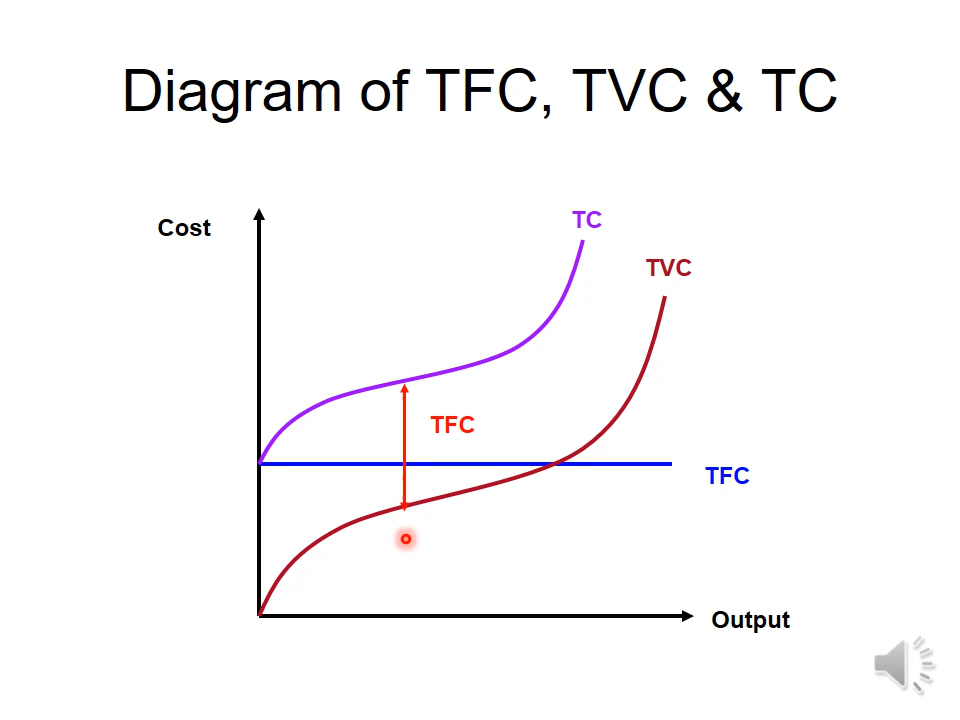 Diagram of TFC, TVC & TC
Cost
TC
TVC
TFC
TFC
Output